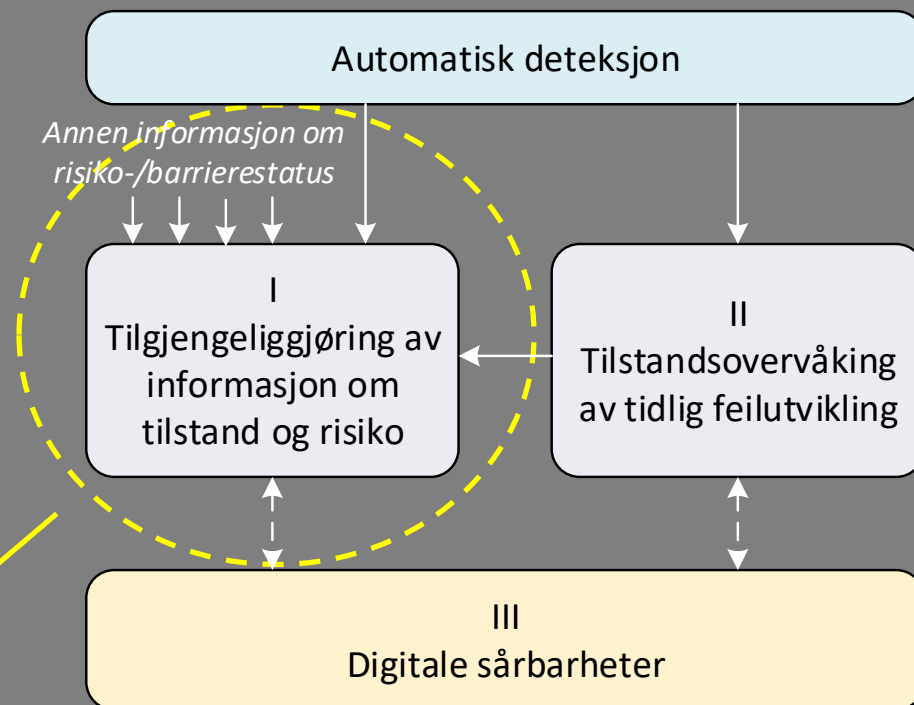 Automatisk deteksjon
Annen informasjon om
risiko-/barrierestatus
I
Tilgjengeliggjøring av
informasjon om
tilstand og risiko
II
Tilstandsovervåking
av tidlig feilutvikling
III
Digitale sårbarheter